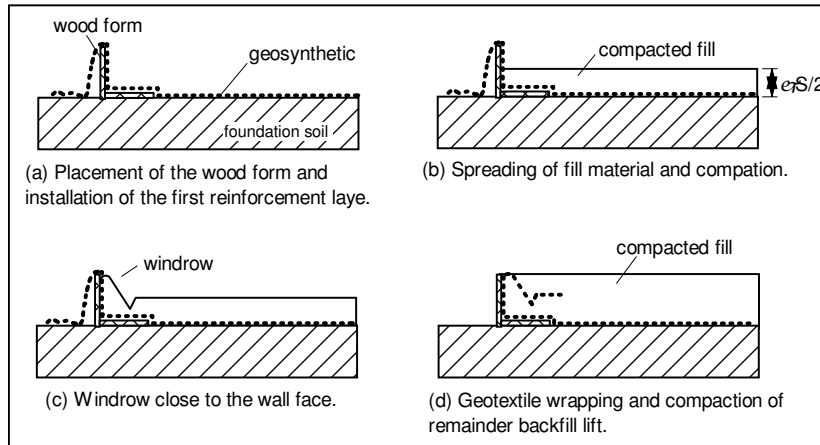 wood form
geosynthetic
foundation soil
(a) Placement of the wood form and
installation of the first reinforcement laye.
compacted fill
S/2
(b) Spreading of fill material and compation.
windrow
(c) Windrow close to the wall face.
compacted fill
(d) Geotextile wrapping and compaction of
remainder backfill lift.